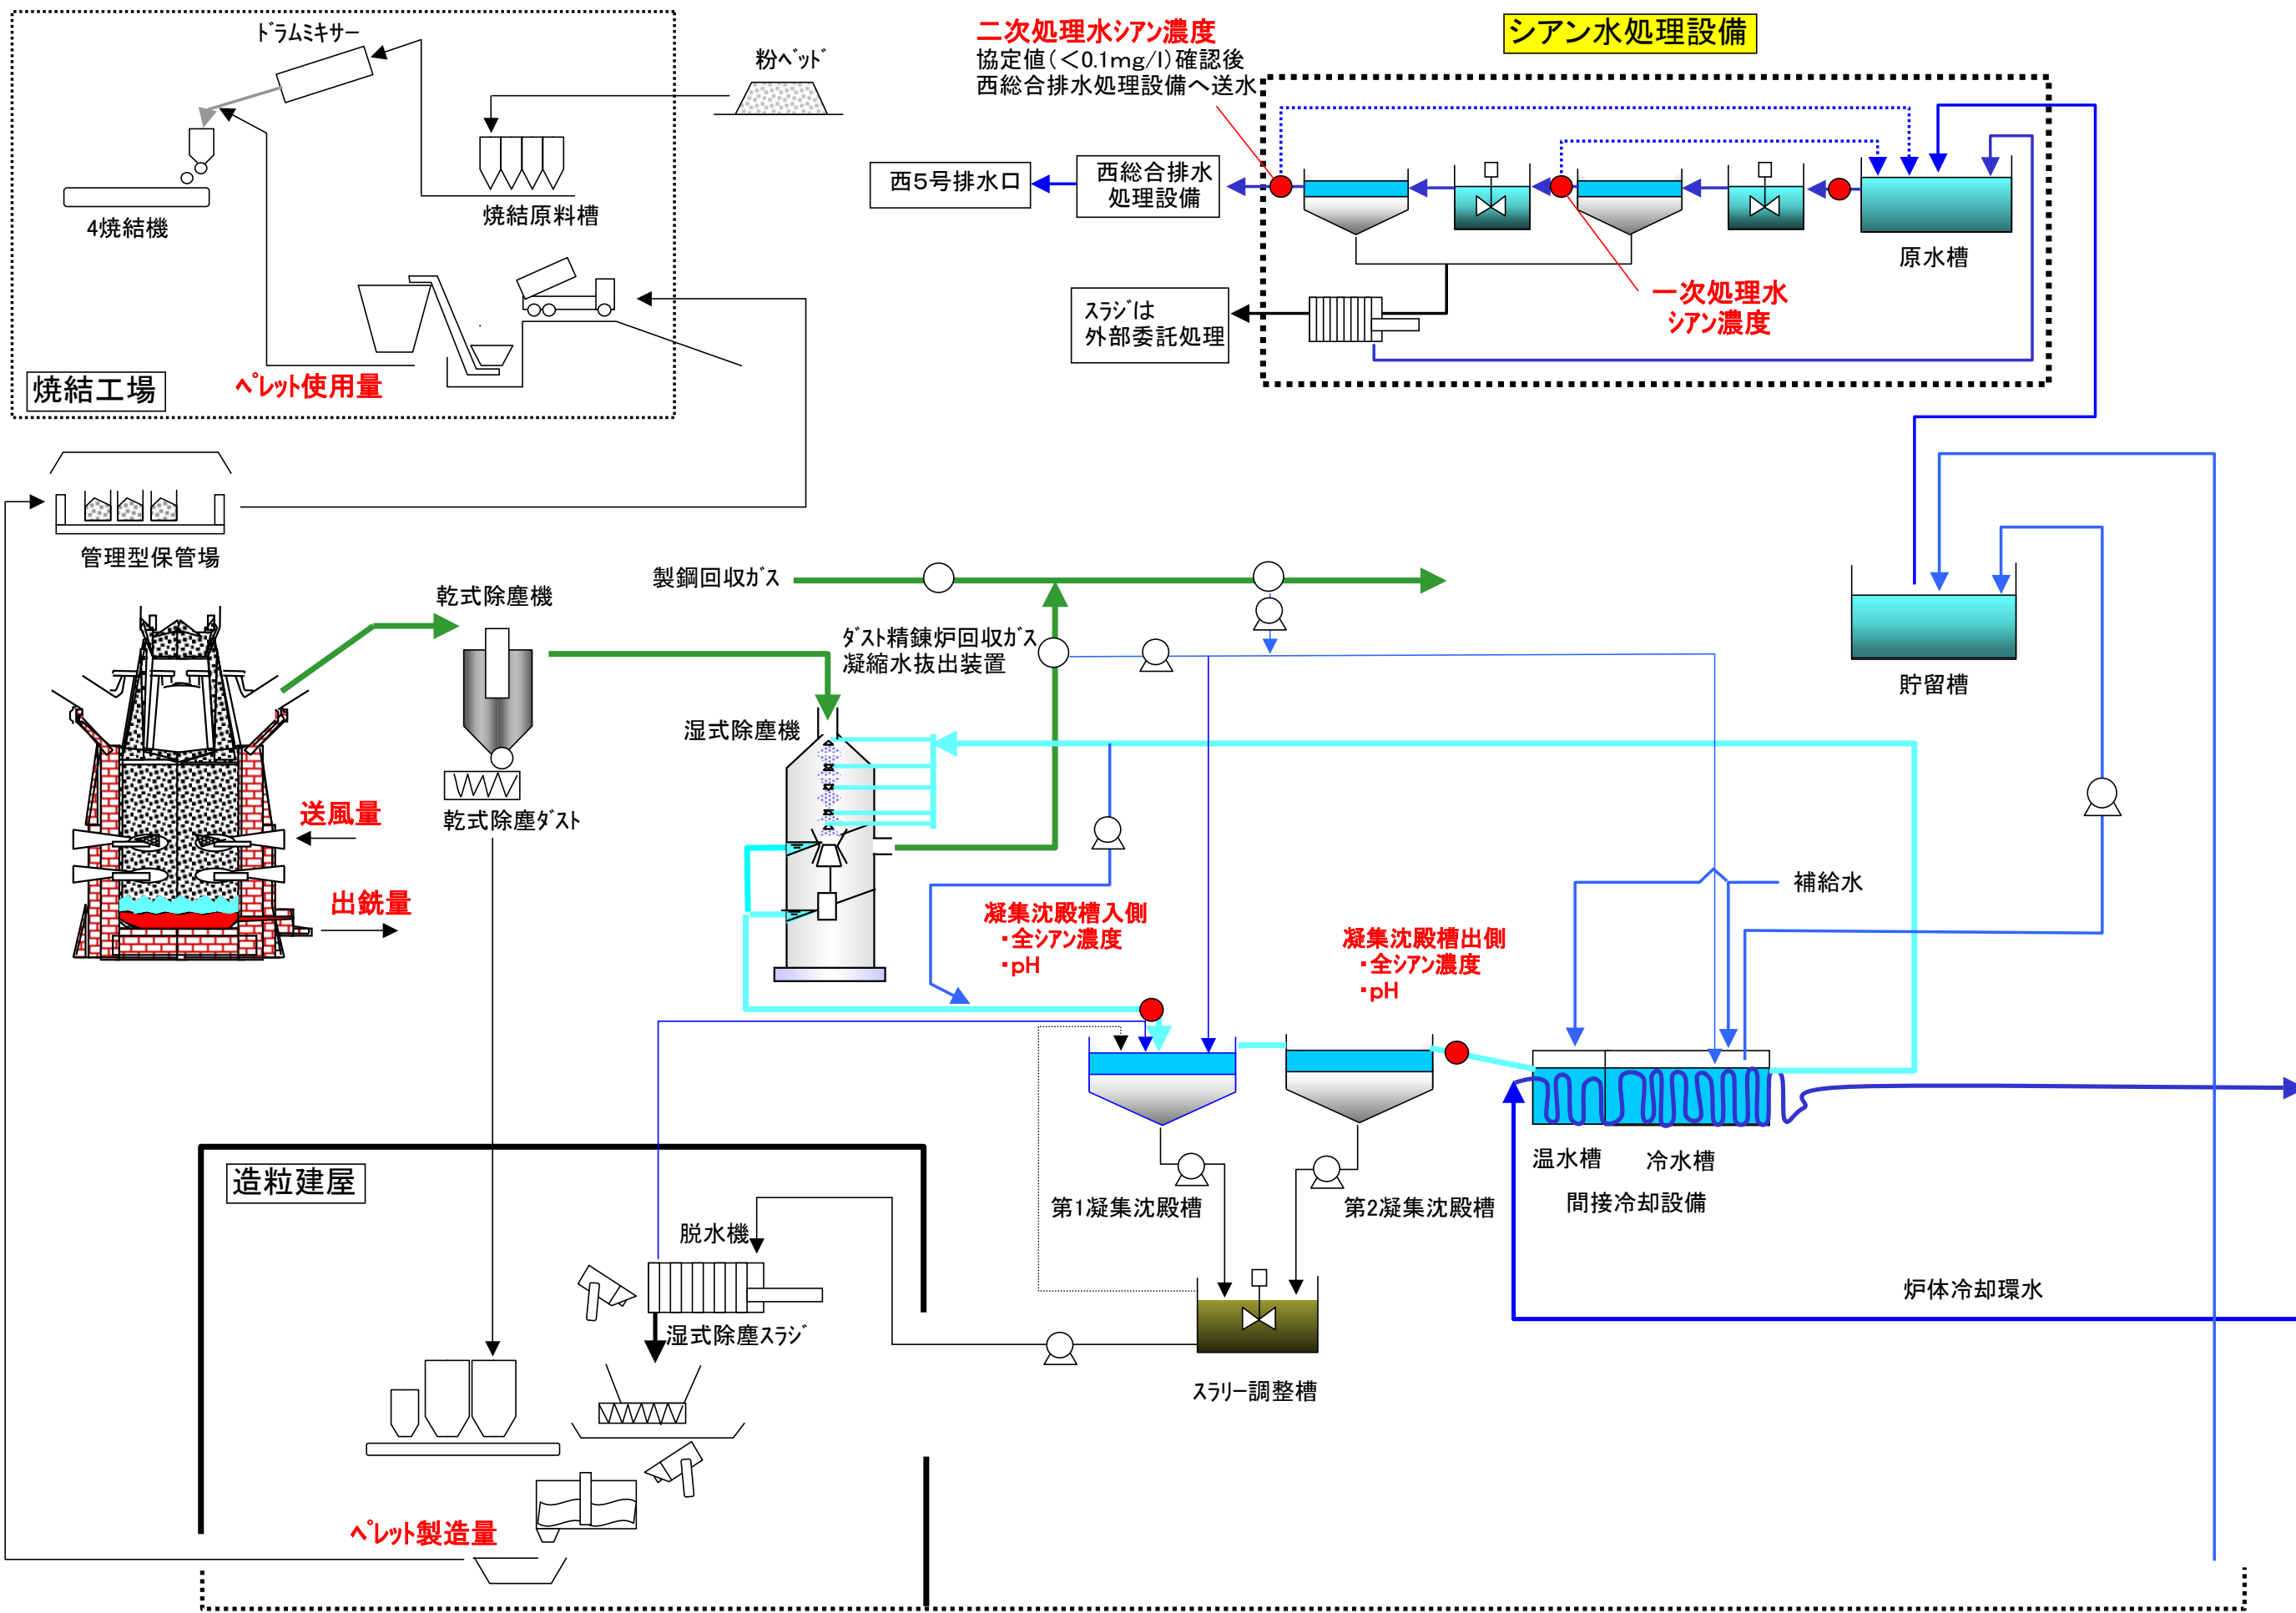 ﾄﾞﾗﾑﾐｷｻｰ
粉ﾍﾞｯﾄﾞ
4焼結機
焼結原料槽
焼結工場
ﾍﾟﾚｯﾄ使用量
二次処理水シアン濃度
協定値（＜0.1mg/l）確認後
西総合排水処理設備へ送水
シアン水処理設備
西5号排水口
西総合排水
処理設備
原水槽
ｽﾗｼﾞは
外部委託処理
一次処理水
ｼｱﾝ濃度
管理型保管場
乾式除塵機
製鋼回収ｶﾞｽ
ﾀﾞｽﾄ精錬炉回収ｶﾞｽ
凝縮水抜出装置
貯留槽
湿式除塵機
送風量
乾式除塵ﾀﾞｽﾄ
出銑量
補給水
凝集沈殿槽入側
・全ｼｱﾝ濃度
・pH
凝集沈殿槽出側
・全ｼｱﾝ濃度
・pH
温水槽
冷水槽
間接冷却設備
造粒建屋
第1凝集沈殿槽
第2凝集沈殿槽
脱水機
炉体冷却環水
湿式除塵ｽﾗｼﾞ
ｽﾗﾘｰ調整槽
ﾍﾟﾚｯﾄ製造量